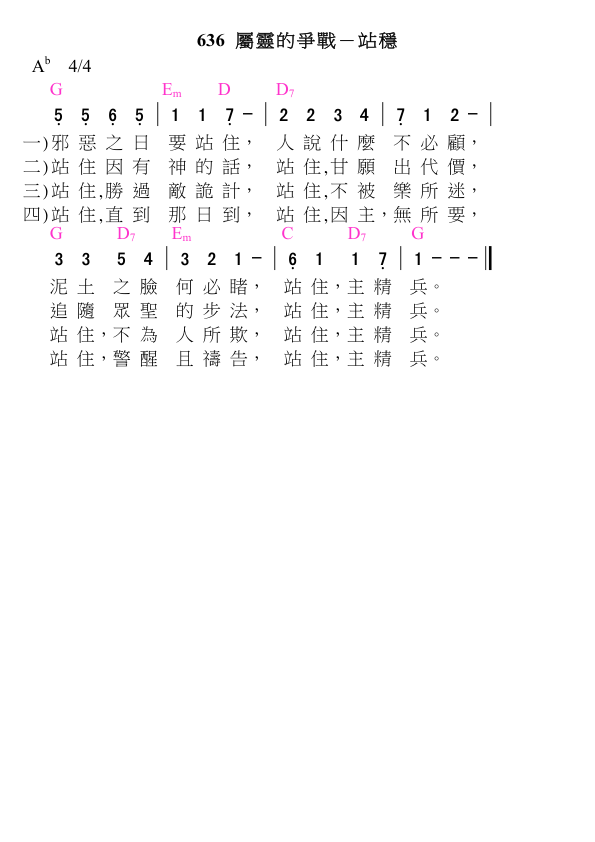 636 屬靈的爭戰－站穩
A♭ 4/4
G Em D D7
5̣ 5̣ 6̣ 5̣ | 1 1 7̣ － | 2 2 3 4 | 7̣ 1 2 － |
一)邪惡之日 要站住， 人說什麼 不必顧，
二)站住因有 神的話， 站住,甘願 出代價，
三)站住,勝過 敵詭計， 站住,不被 樂所迷，
四)站住,直到 那日到， 站住,因主，無所要，
G D7 Em C D7 G
3 3 5 4 | 3 2 1 － | 6̣ 1 1 7̣ | 1 － － － ‖
泥土之臉 何必睹， 站住，主精 兵。
追隨眾聖 的步法， 站住，主精 兵。
站住，不為 人所欺， 站住，主精 兵。
站住，警醒 且禱告， 站住，主精 兵。